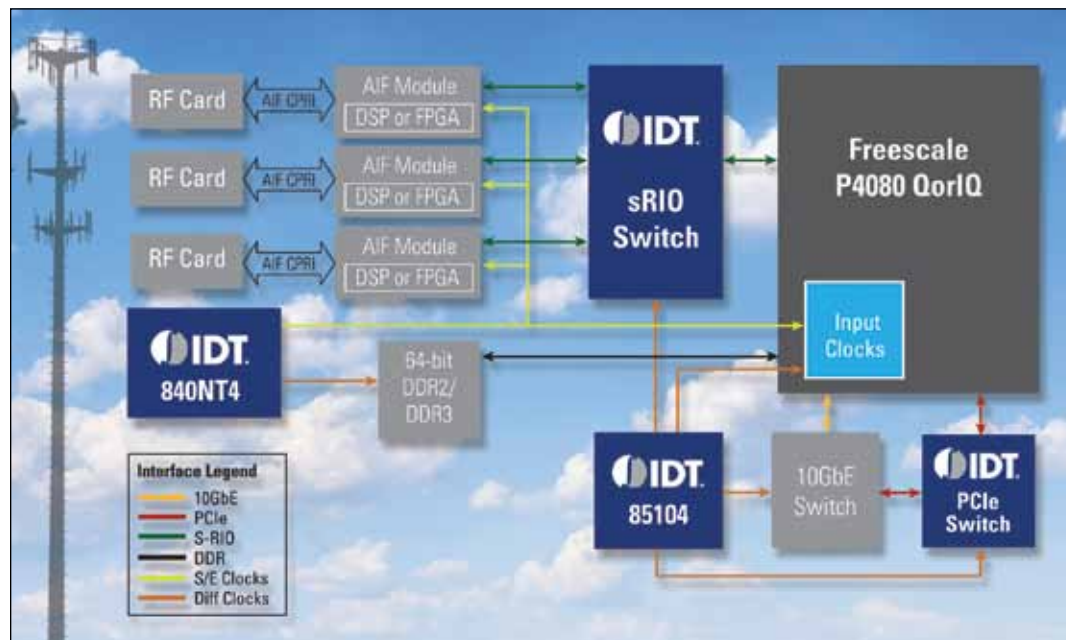 RF Card
AIF CPRI
AIF Module
DSP or FPGA
RF Card
AIF CPRI
AIF Module
DSP or FPGA
RF Card
AIF CPRI
AIF Module
DSP or FPGA
IDT.
sRIO
Switch
Freescale
P4080 QorIQ
Input
Clocks
IDT.
840NT4
64-bit
DDR2/
DDR3
IDT.
85104
10GbE
Switch
IDT.
PCIe
Switch
Interface Legend
10GbE
PCIe
S-RIO
DDR
S/E Clocks
Diff Clocks